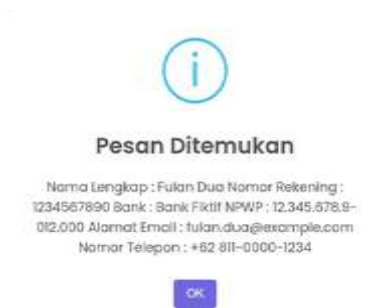 i
Pesan Ditemukan
Nama Lengkap : Fulan Dua Nomor Rekening :
1234567890 Bank : Bank Fiktif NPWP : 12.345.678.9-
012.000 Alamat Email : fulan.dua@example.com
Nomor Telepon : +62 811-0000-1234
OK